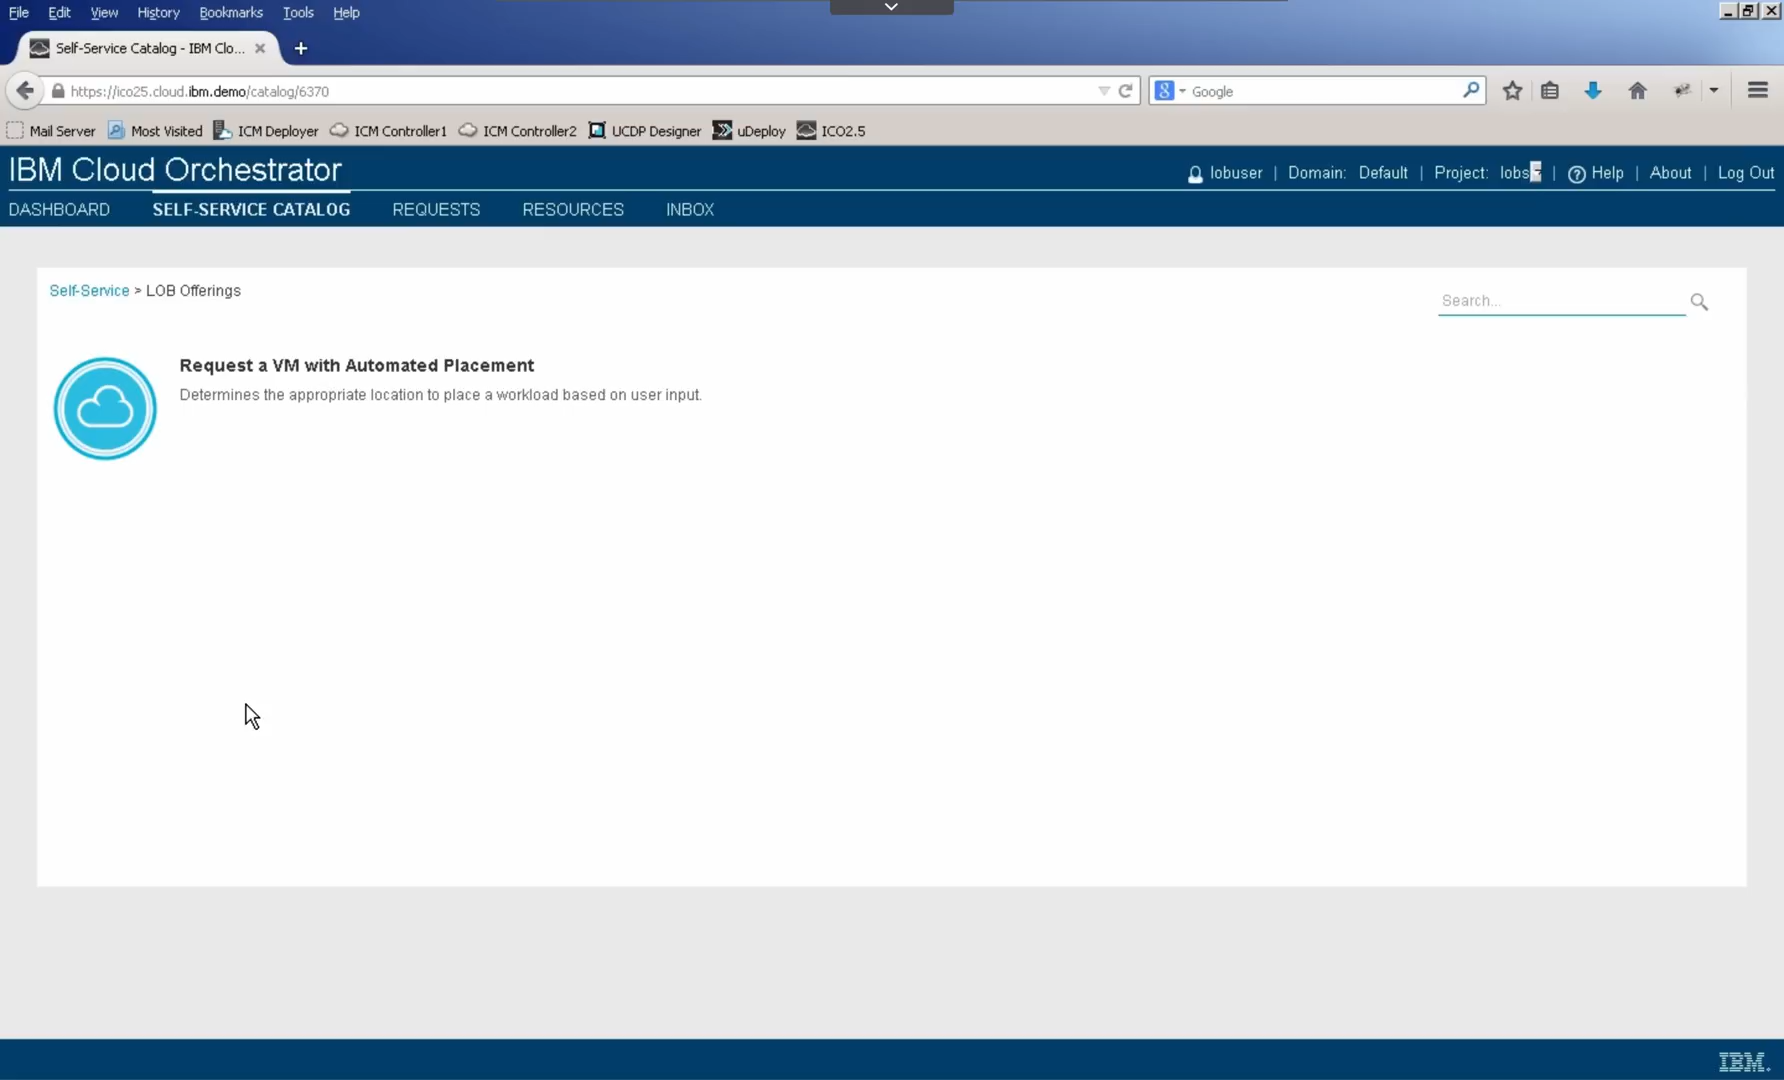 File Edit View History Bookmarks Tools Help
Self-Service Catalog - IBM Clo...
https://ico25.cloud.ibm.demo/catalog/6370
Google
Mail Server Most Visited ICM Deployer ICM Controller1 ICM Controller2 UCDP Designer uDeploy ICO2.5
IBM Cloud Orchestrator
lobuser | Domain: Default | Project: lobs | Help | About | Log Out
DASHBOARD SELF-SERVICE CATALOG REQUESTS RESOURCES INBOX
Self-Service > LOB Offerings
Search...
Request a VM with Automated Placement
Determines the appropriate location to place a workload based on user input.
IBM.